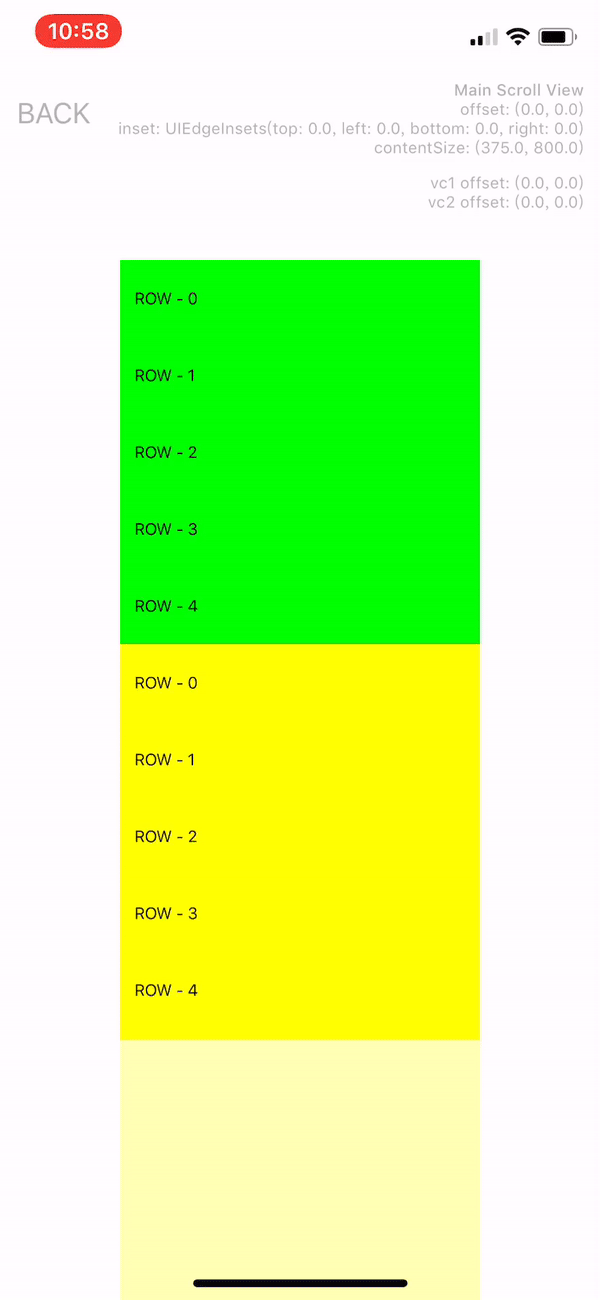 10:58
BACK
Main Scroll View
offset: (0.0, 0.0)
inset: UIEdgeInsets(top: 0.0, left: 0.0, bottom: 0.0, right: 0.0)
contentSize: (375.0, 800.0)
vc1 offset: (0.0, 0.0)
vc2 offset: (0.0, 0.0)
ROW - 0
ROW - 1
ROW - 2
ROW - 3
ROW - 4
ROW - 0
ROW - 1
ROW - 2
ROW - 3
ROW - 4